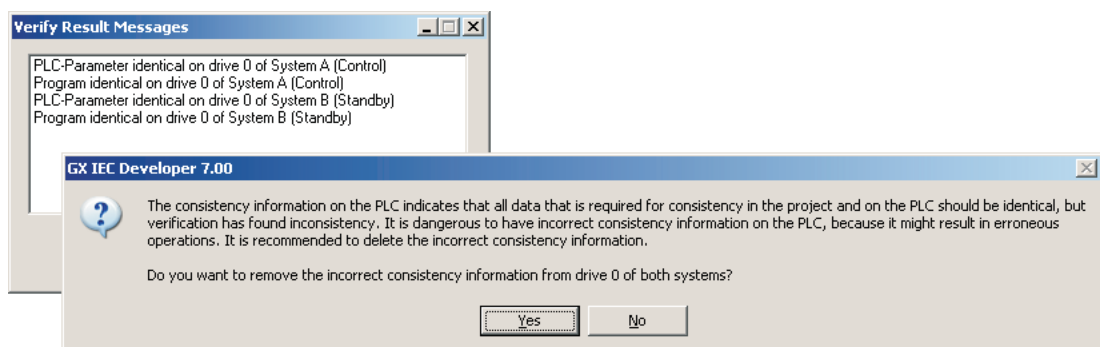 Verify Result Messages
PLC-Parameter identical on drive 0 of System A (Control)
Program identical on drive 0 of System A (Control)
PLC-Parameter identical on drive 0 of System B (Standby)
Program identical on drive 0 of System B (Standby)
GX IEC Developer 7.00
The consistency information on the PLC indicates that all data that is required for consistency in the project and on the PLC should be identical, but
verification has found inconsistency. It is dangerous to have incorrect consistency information on the PLC, because it might result in erroneous
operations. It is recommended to delete the incorrect consistency information.
Do you want to remove the incorrect consistency information from drive 0 of both systems?
Yes
No